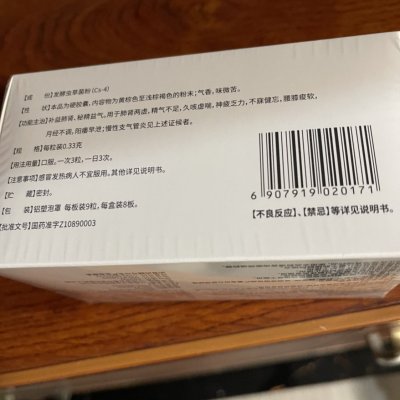 【成　份】发酵虫草菌粉(Cs-4)
【性　状】本品为硬胶囊,内容物为黄棕色至浅棕褐色的粉末;气香,味微苦。
【功能主治】补益肺肾,秘精益气。用于肺肾两虚,精气不足,久咳虚喘,神疲乏力,不寐健忘,腰膝痠软,
月经不调,阳痿早泄;慢性支气管炎见上述证候者。
【规　格】每粒装0.33克
【用法用量】口服。一次3粒,一日3次。
【注意事项】感冒发热病人不宜服用。其他详见说明书。
【贮　藏】密封。
【包　装】铝塑泡罩 每板装9粒,每盒装8板。
【批准文号】国药准字Z10890003
6 907919 020171
【不良反应】、【禁忌】等详见说明书。